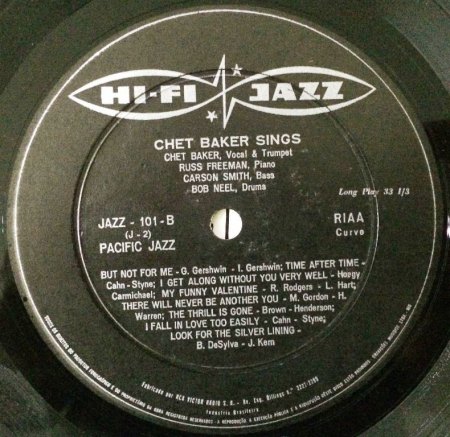 HI-FI JAZZ
CHET BAKER SINGS
CHET BAKER, Vocal & Trumpet
RUSS FREEMAN, Piano
CARSON SMITH, Bass
BOB NEEL, Drums
Long Play 33 1/3
JAZZ - 101-B
(J-2)
PACIFIC JAZZ
RIAA
Curve
BUT NOT FOR ME - G. Gershwin - I. Gershwin; TIME AFTER TIME -
Cahn - Styne; I GET ALONG WITHOUT YOU VERY WELL - Hoagy
Carmichael; MY FUNNY VALENTINE - R. Rodgers - L. Hart;
THERE WILL NEVER BE ANOTHER YOU - M. Gordon - H.
Warren; THE THRILL IS GONE - Brown - Henderson;
I FALL IN LOVE TOO EASILY - Cahn - Styne;
LOOK FOR THE SILVER LINING -
B. DeSylva - J. Kern
Fabricado por RCA VICTOR RÁDIO S. A.
Industria Brasileira